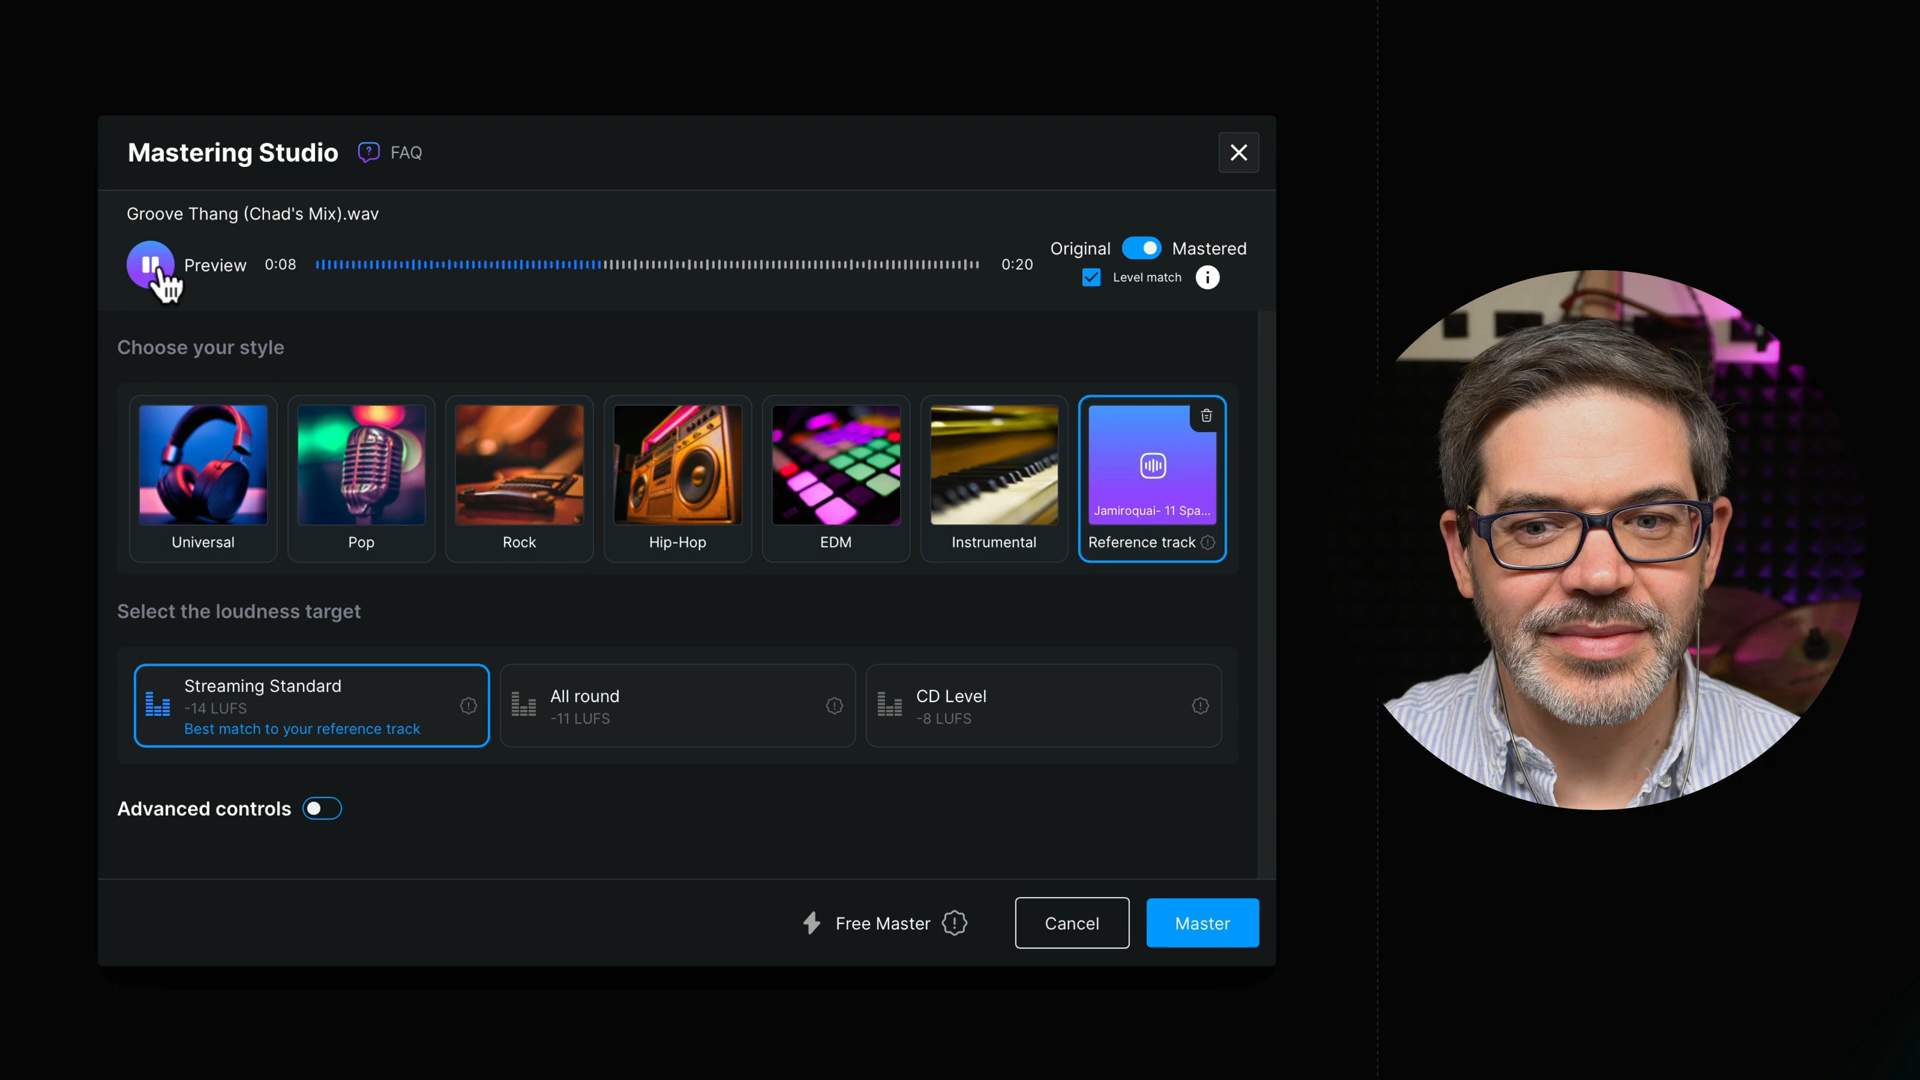 Mastering Studio
FAQ
Groove Thang (Chad's Mix).wav
Preview
0:08
0:20
Original
Mastered
Level match
Choose your style
Universal
Pop
Rock
Hip-Hop
EDM
Instrumental
Jamiroquai- 11 Spa...
Reference track
Select the loudness target
Streaming Standard
-14 LUFS
Best match to your reference track
All round
-11 LUFS
CD Level
-8 LUFS
Advanced controls
Free Master
Cancel
Master